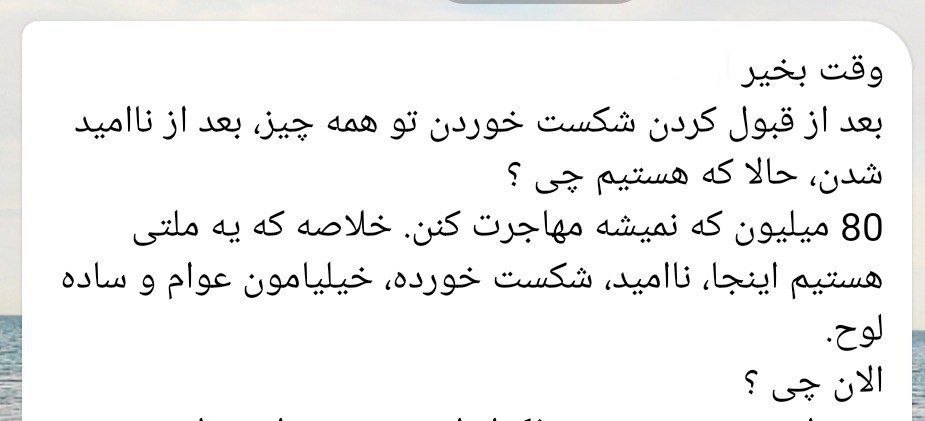 وقت بخیر
بعد از قبول کردن شکست خوردن تو همه چیز، بعد از ناامید
شدن، حالا که هستیم چی ؟
80 میلیون که نمیشه مهاجرت کنن. خلاصه که یه ملتی
هستیم اینجا، ناامید، شکست خورده، خیلیامون عوام و ساده
لوح.
الان چی ؟